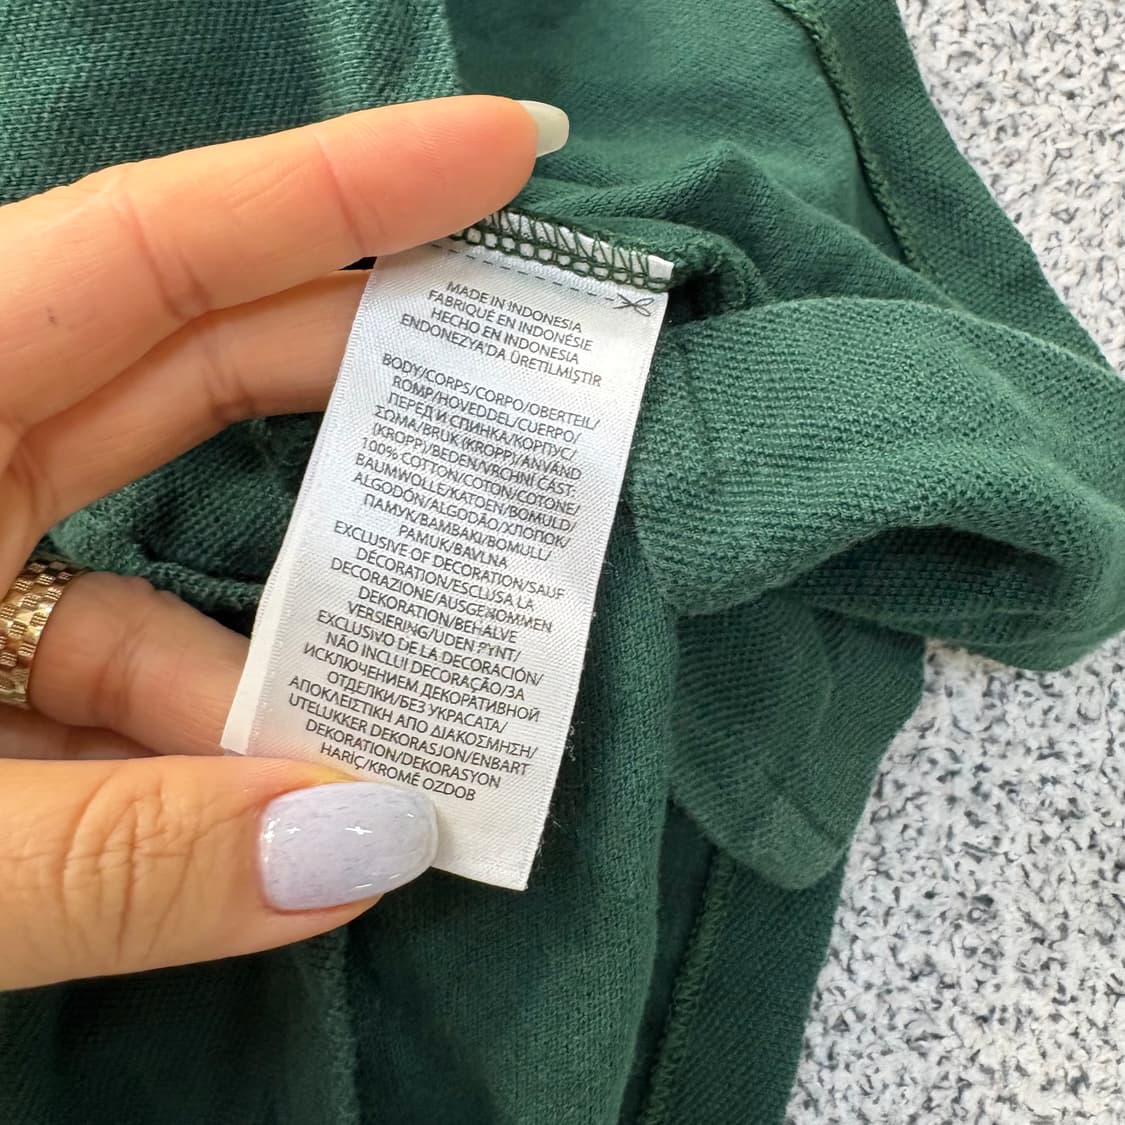 MADE IN INDONESIA
FABRIQUÉ EN INDONÉSIE
HECHO EN INDONESIA
ENDONEZYA'DA ÜRETILMIŞTIR
BODY/CORPS/CORPO/OBERTEIL/
ROMP/HOVEDDEL/CUERPO/
ПЕРЕД И СПИНКА/КОРПУС/
ΣΩΜΑ/BRUK (KROPP)/ANVÄND
(KROPP)/BEDEN/VRCHNÍ ČAST:
100% COTTON/COTON/COTONE/
BAUMWOLLE/KATOEN/BOMULD/
ALGODÓN/ALGODÃO/ХЛОПОК/
ПАМУК/ΒΑΜΒΑΚΙ/BOMULL/
PAMUK/BAVLNA
EXCLUSIVE OF DECORATION/SAUF
DÉCORATION/ESCLUSA LA
DECORAZIONE/AUSGENOMMEN
DEKORATION/BEHALVE
VERSIERING/UDEN PYNT/
EXCLUSIVO DE LA DECORACIÓN/
NÃO INCLUI DECORAÇÃO/ЗА
ИСКЛЮЧЕНИЕМ ДЕКОРАТИВНОЙ
ОТДЕЛКИ/БЕЗ УКРАСАТА/
ΑΠΟΚΛΕΙΣΤΙΚΗ ΑΠΟ ΔΙΑΚΟΣΜΗΣΗ/
UTELUKKER DEKORASJON/ENBART
DEKORATION/DEKORASYON
HARİÇ/KROMĚ OZDOB